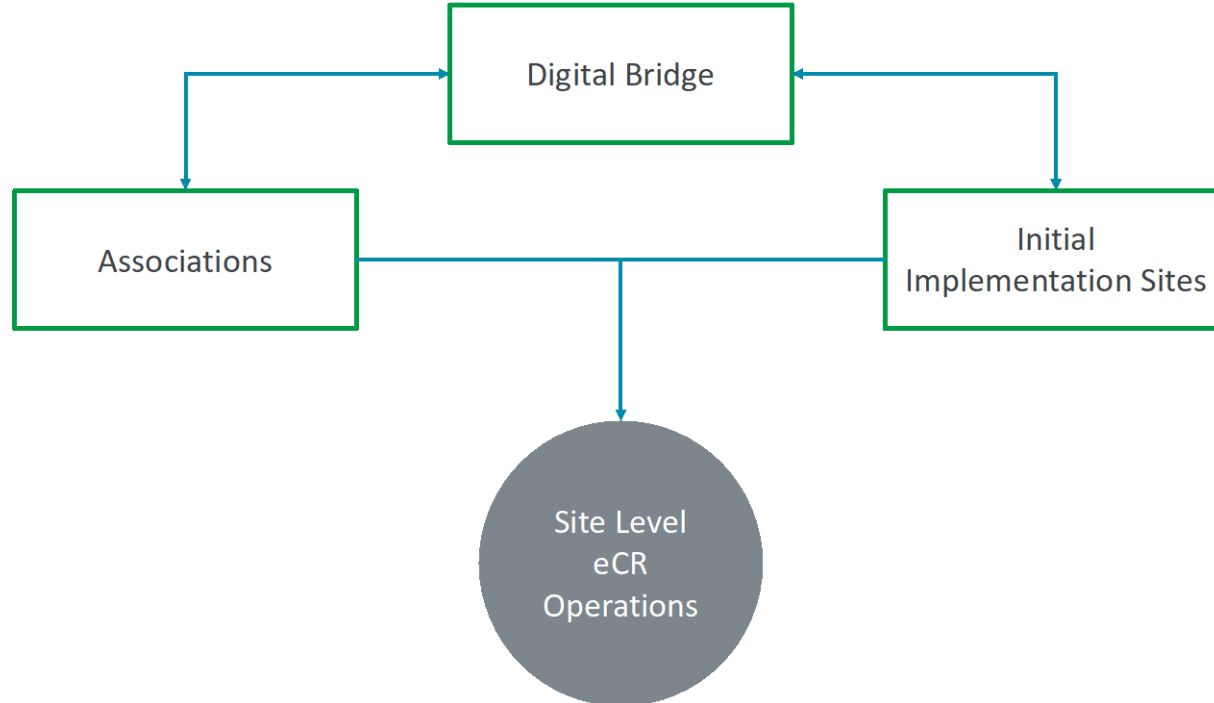 Digital Bridge
Associations
Initial
Implementation Sites
Site Level
eCR
Operations